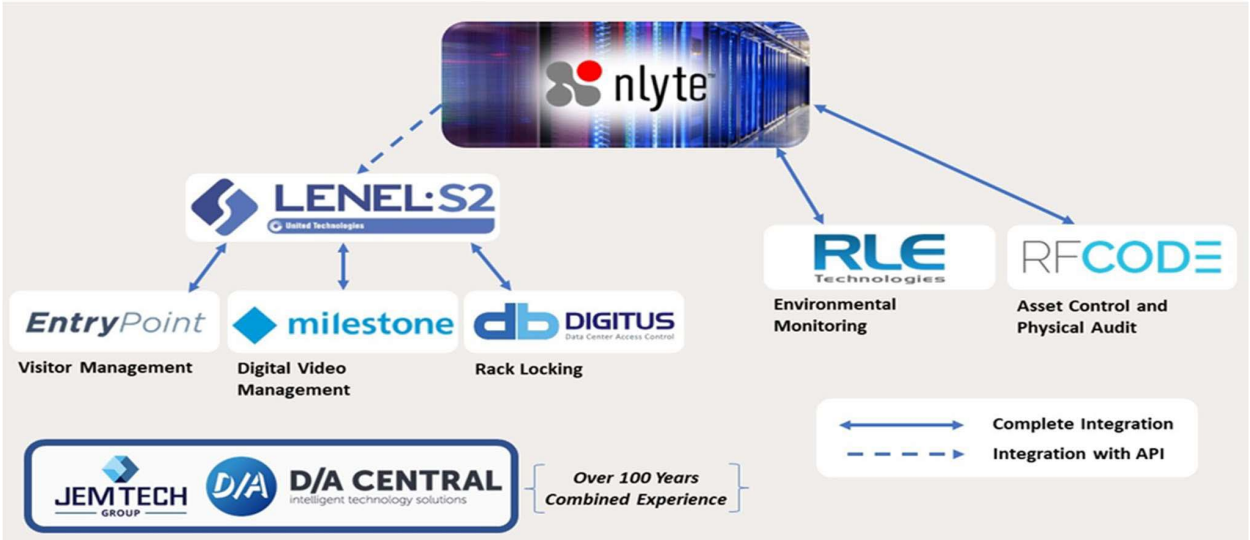 nlyte™
LENEL·S2
United Technologies
EntryPoint
Visitor Management
milestone
Digital Video
Management
db DIGITUS
Data Center Access Control
Rack Locking
RLE
Technologies
Environmental
Monitoring
RFCODE
Asset Control and
Physical Audit
Complete Integration
Integration with API
JEMTECH
GROUP
D/A
D/A CENTRAL
intelligent technology solutions
Over 100 Years
Combined Experience